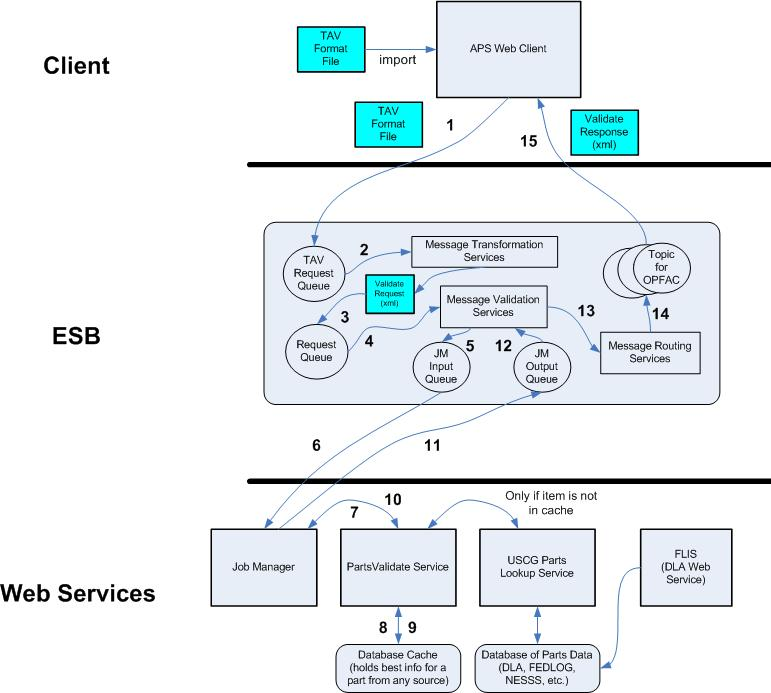 TAV
Format
File
import
APS Web Client
Client
TAV
Format
File
1
15
Validate
Response
(xml)
TAV
Request
Queue
2
Message Transformation
Services
Topic
for
OPFAC
Validate
Request
(xml)
3
Message Validation
Services
13
14
ESB
Request
Queue
4
5
12
JM
Input
Queue
JM
Output
Queue
Message Routing
Services
6
11
10
7
Only if item is not
in cache
Job Manager
PartsValidate Service
USCG Parts
Lookup Service
FLIS
(DLA Web
Service)
Web Services
8
9
Database Cache
(holds best info for a
part from any source)
Database of Parts Data
(DLA, FEDLOG,
NESSS, etc.)